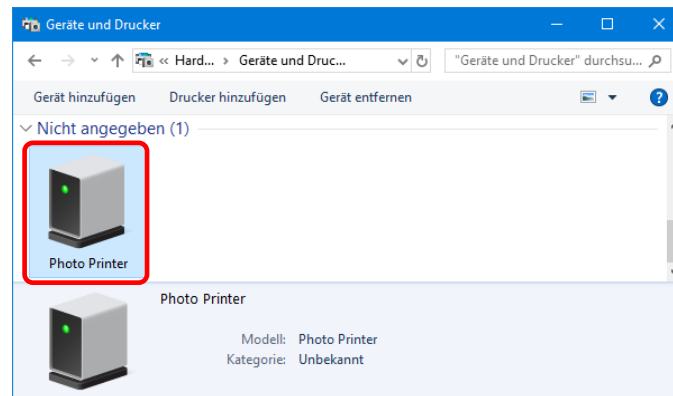 Geräte und Drucker
« Hard... › Geräte und Druc...
"Geräte und Drucker" durchsu...
Gerät hinzufügen Drucker hinzufügen Gerät entfernen
Nicht angegeben (1)
Photo Printer
Photo Printer
Modell: Photo Printer
Kategorie: Unbekannt